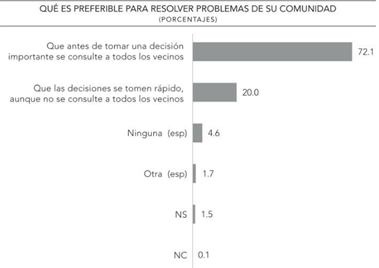 QUÉ ES PREFERIBLE PARA RESOLVER PROBLEMAS DE SU COMUNIDAD
(PORCENTAJES)
Que antes de tomar una decisión
importante se consulte a todos los vecinos
72.1
Que las decisiones se tomen rápido,
aunque no se consulte a todos los vecinos
20.0
Ninguna (esp)
4.6
Otra (esp)
1.7
NS
1.5
NC
0.1